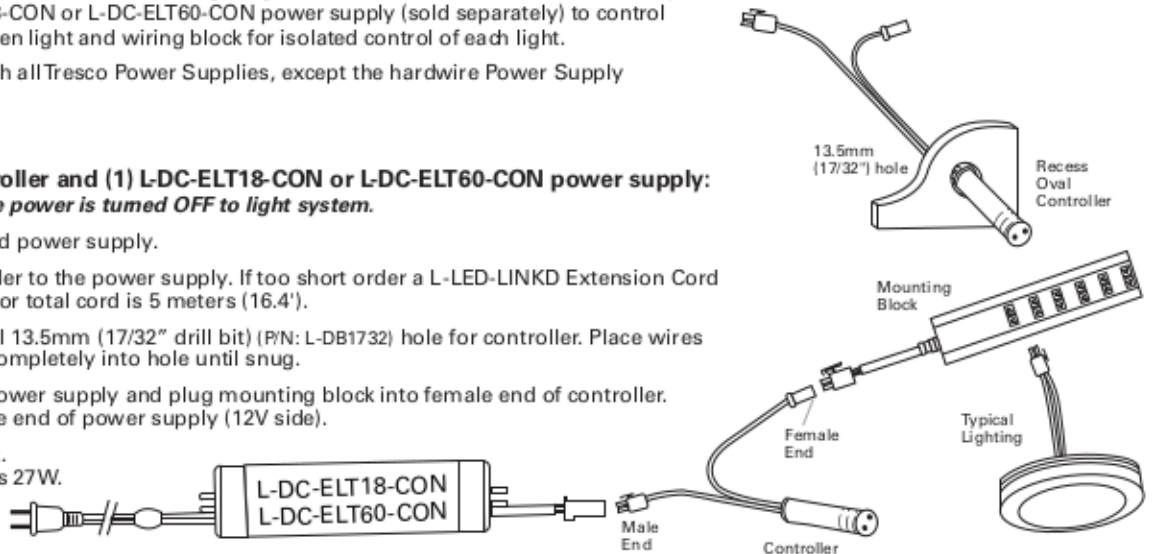 -CON or L-DC-ELT60-CON power supply (sold separately) to control
en light and wiring block for isolated control of each light.
h all Tresco Power Supplies, except the hardwire Power Supply
roller and (1) L-DC-ELT18-CON or L-DC-ELT60-CON power supply:
e power is turned OFF to light system.
d power supply.
ler to the power supply. If too short order a L-LED-LINKD Extension Cord
or total cord is 5 meters (16.4').
l 13.5mm (17/32" drill bit) (P/N: L-DB1732) hole for controller. Place wires
ompletely into hole until snug.
ower supply and plug mounting block into female end of controller.
e end of power supply (12V side).
s 27W.
13.5mm
(17/32") hole
Recess
Oval
Controller
Mounting
Block
Typical
Lighting
Female
End
L-DC-ELT18-CON
L-DC-ELT60-CON
Male
End
Controller